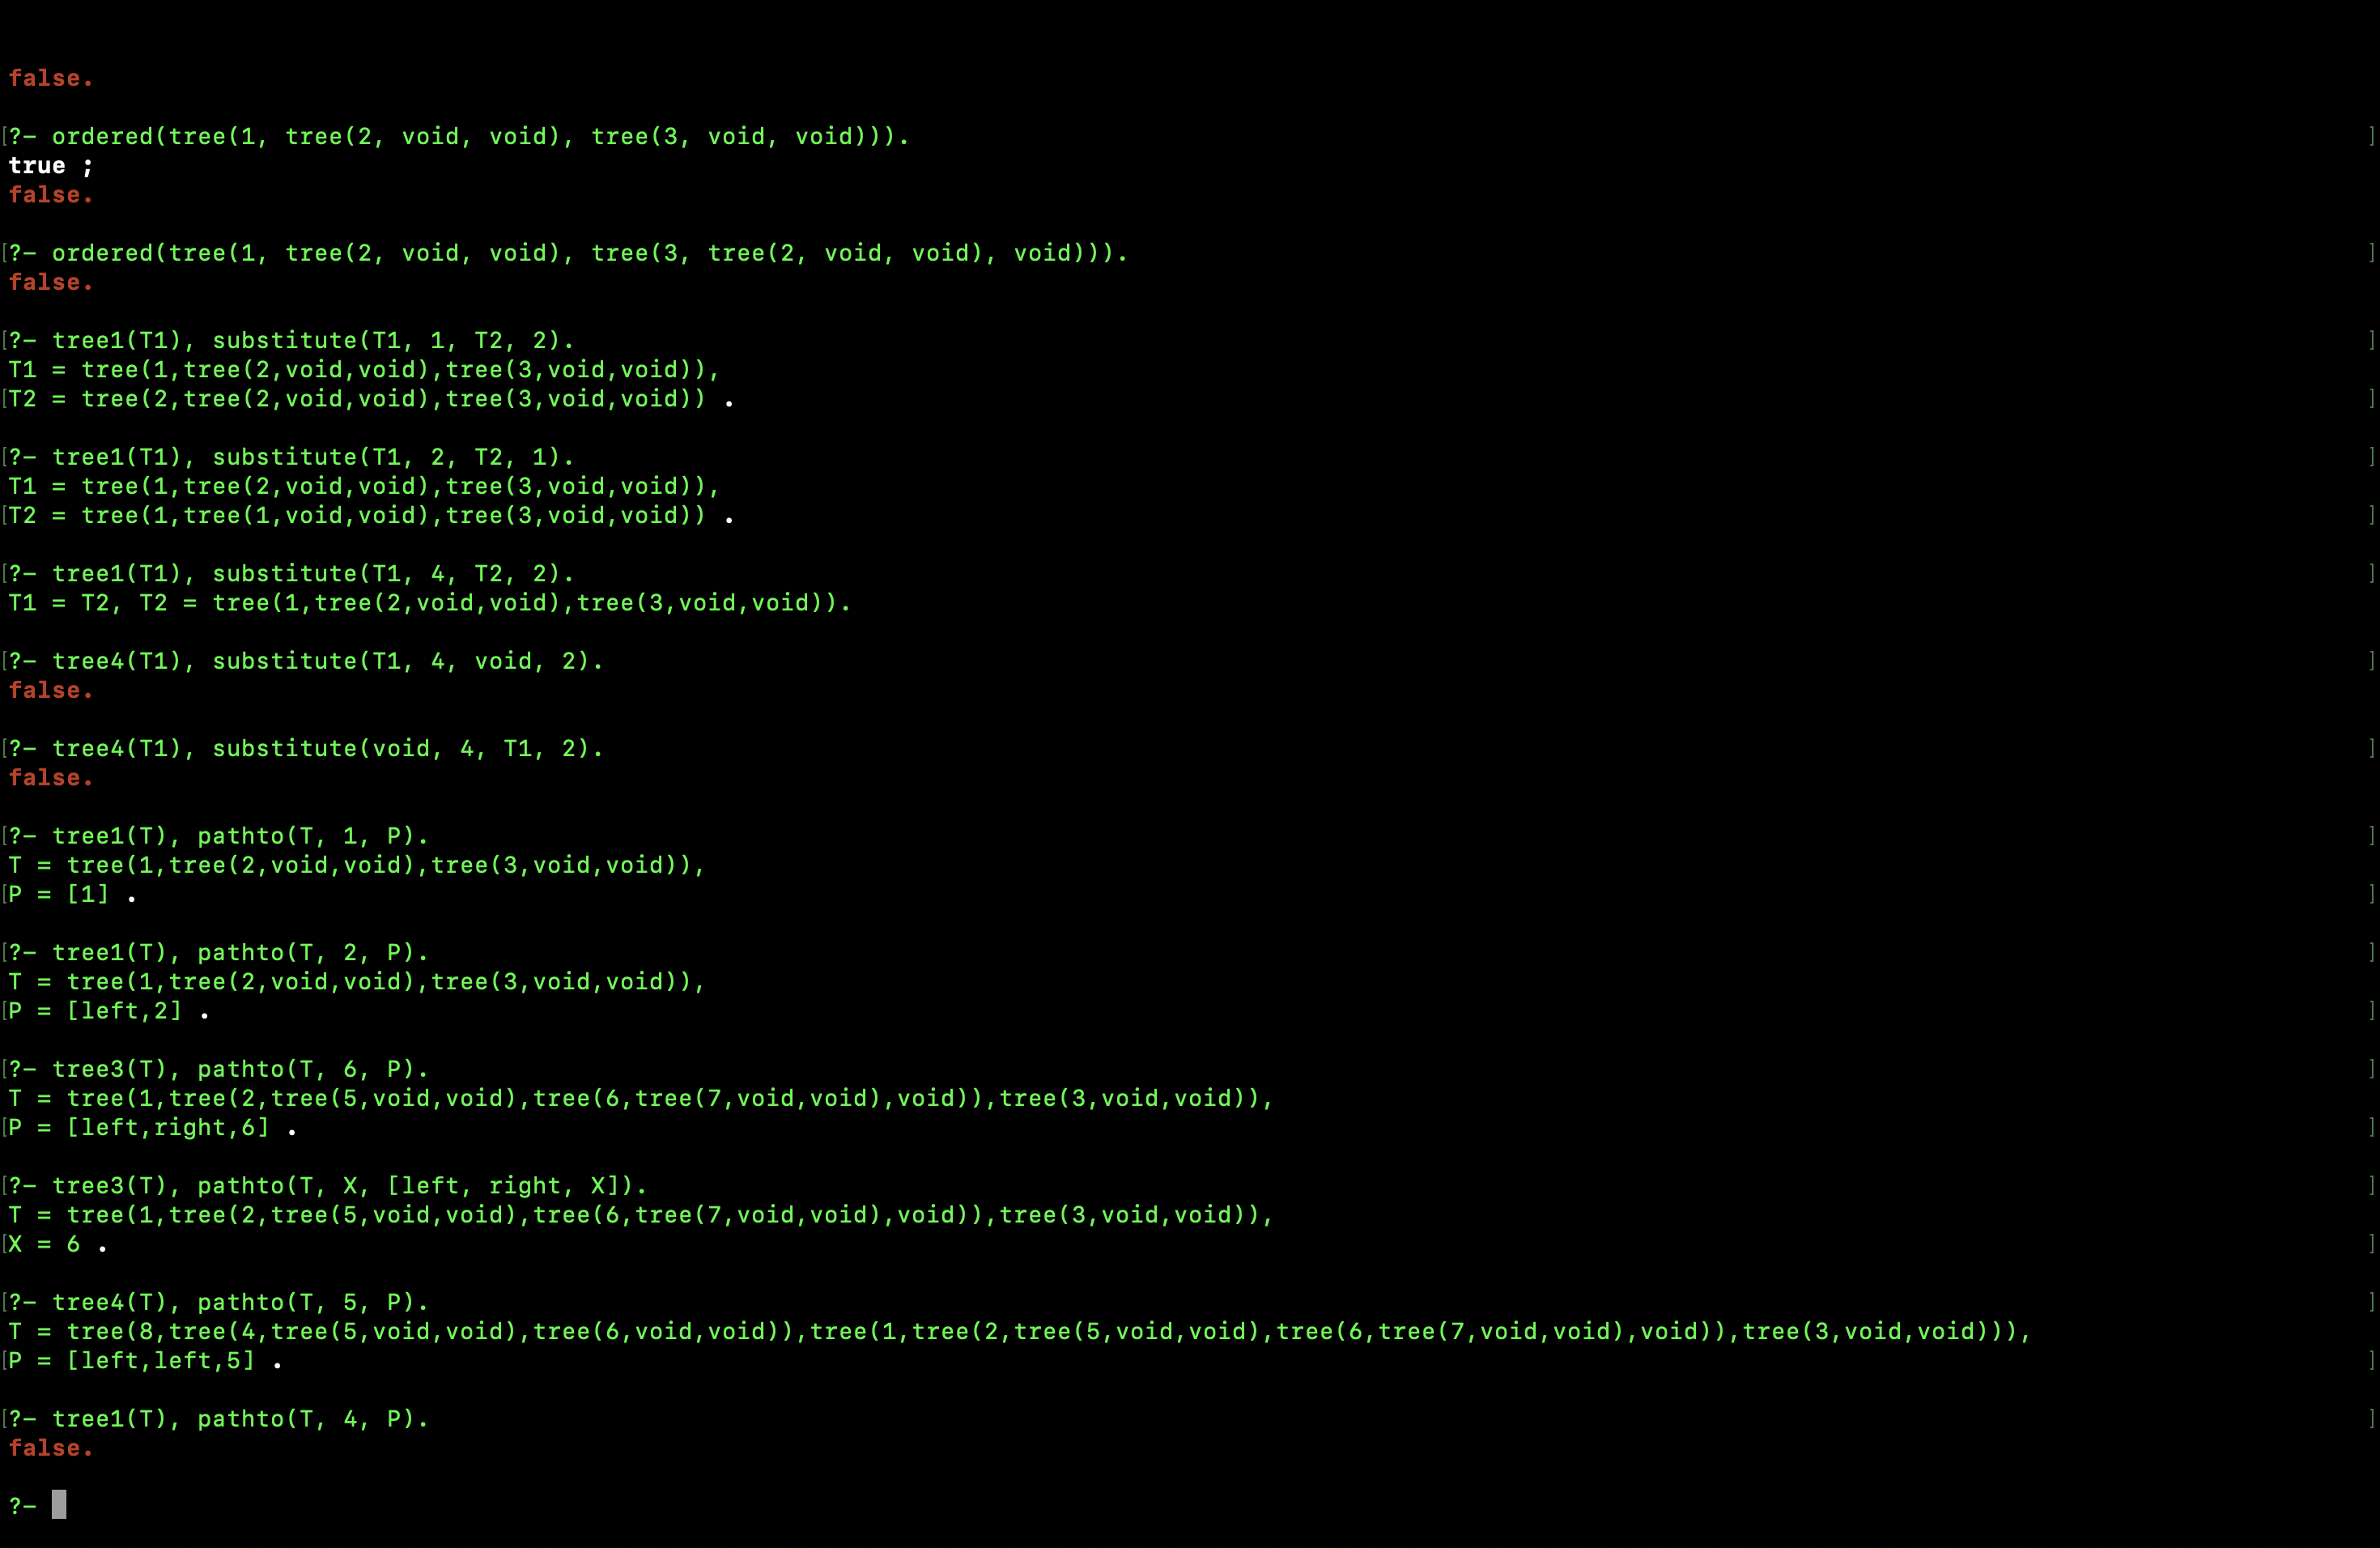 false.
[?- ordered(tree(1, tree(2, void, void), tree(3, void, void))). ]
true ;
false.
[?- ordered(tree(1, tree(2, void, void), tree(3, tree(2, void, void), void))). ]
false.
[?- tree1(T1), substitute(T1, 1, T2, 2). ]
T1 = tree(1,tree(2,void,void),tree(3,void,void)),
[T2 = tree(2,tree(2,void,void),tree(3,void,void)) . ]
[?- tree1(T1), substitute(T1, 2, T2, 1). ]
T1 = tree(1,tree(2,void,void),tree(3,void,void)),
[T2 = tree(1,tree(1,void,void),tree(3,void,void)) . ]
[?- tree1(T1), substitute(T1, 4, T2, 2). ]
T1 = T2, T2 = tree(1,tree(2,void,void),tree(3,void,void)).
[?- tree4(T1), substitute(T1, 4, void, 2). ]
false.
[?- tree4(T1), substitute(void, 4, T1, 2). ]
false.
[?- tree1(T), pathto(T, 1, P). ]
T = tree(1,tree(2,void,void),tree(3,void,void)),
[P = [1] . ]
[?- tree1(T), pathto(T, 2, P). ]
T = tree(1,tree(2,void,void),tree(3,void,void)),
[P = [left,2] . ]
[?- tree3(T), pathto(T, 6, P). ]
T = tree(1,tree(2,tree(5,void,void),tree(6,tree(7,void,void),void)),tree(3,void,void)),
[P = [left,right,6] . ]
[?- tree3(T), pathto(T, X, [left, right, X]). ]
T = tree(1,tree(2,tree(5,void,void),tree(6,tree(7,void,void),void)),tree(3,void,void)),
[X = 6 . ]
[?- tree4(T), pathto(T, 5, P). ]
T = tree(8,tree(4,tree(5,void,void),tree(6,void,void)),tree(1,tree(2,tree(5,void,void),tree(6,tree(7,void,void),void)),tree(3,void,void))),
[P = [left,left,5] . ]
[?- tree1(T), pathto(T, 4, P). ]
false.
?-